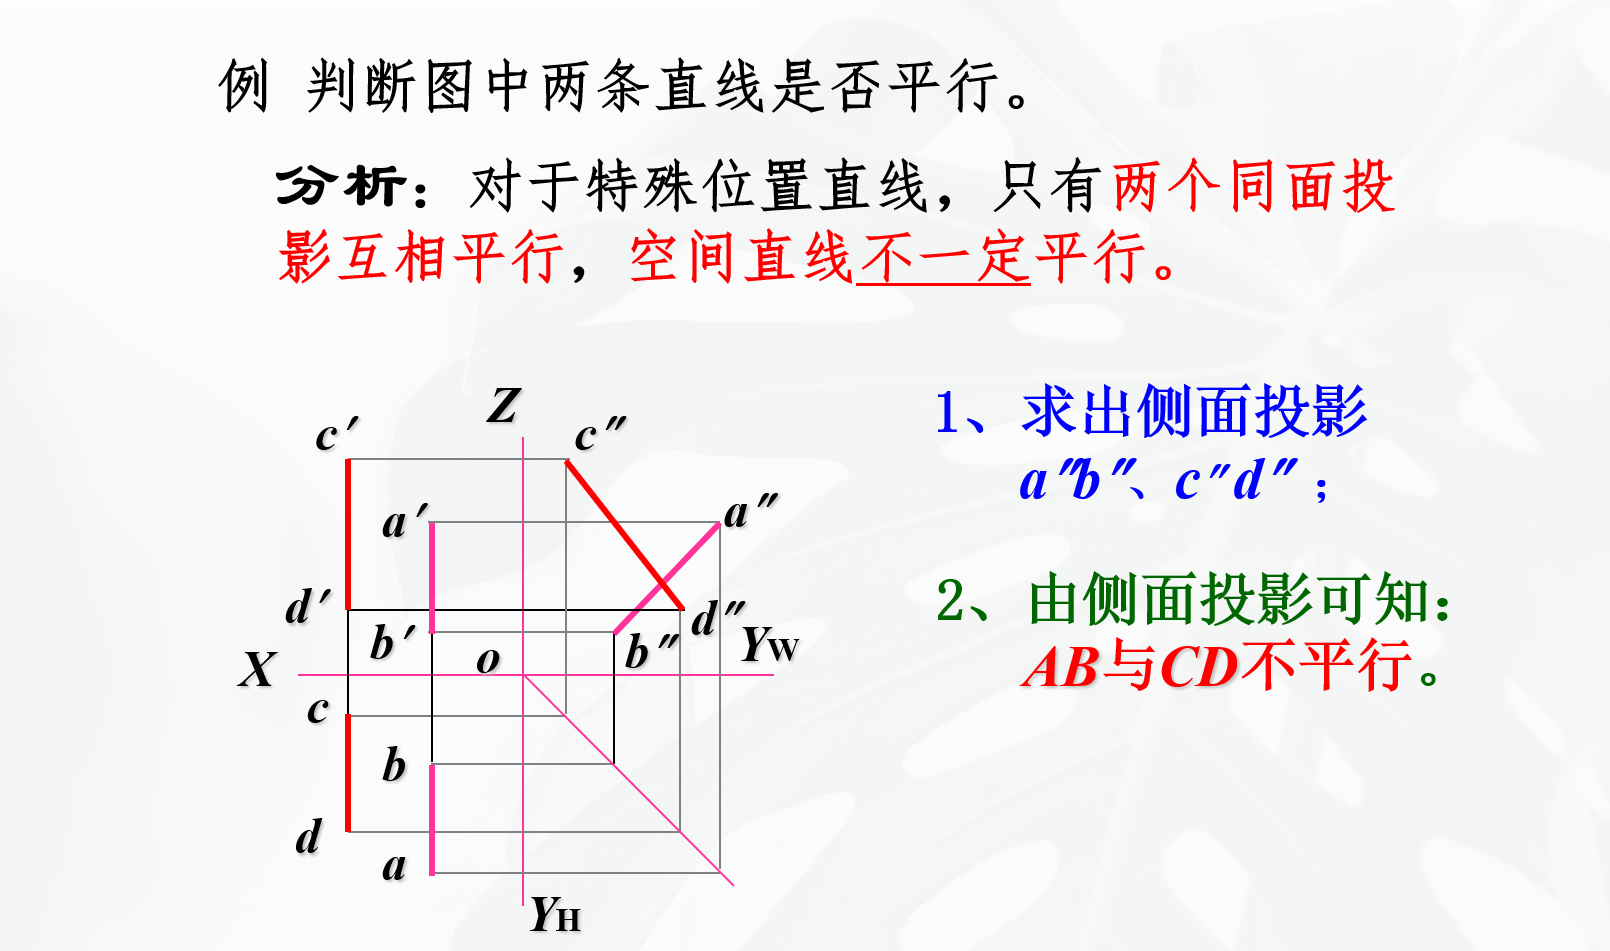 例 判断图中两条直线是否平行。
分析：对于特殊位置直线，只有两个同面投
影互相平行，空间直线不一定平行。
Z
c′
c″
a′
a″
d′
d″
b′
b″
o
YW
X
c
b
d
a
YH
1、求出侧面投影
a″b″、c″d″；
2、由侧面投影可知：
AB与CD不平行。